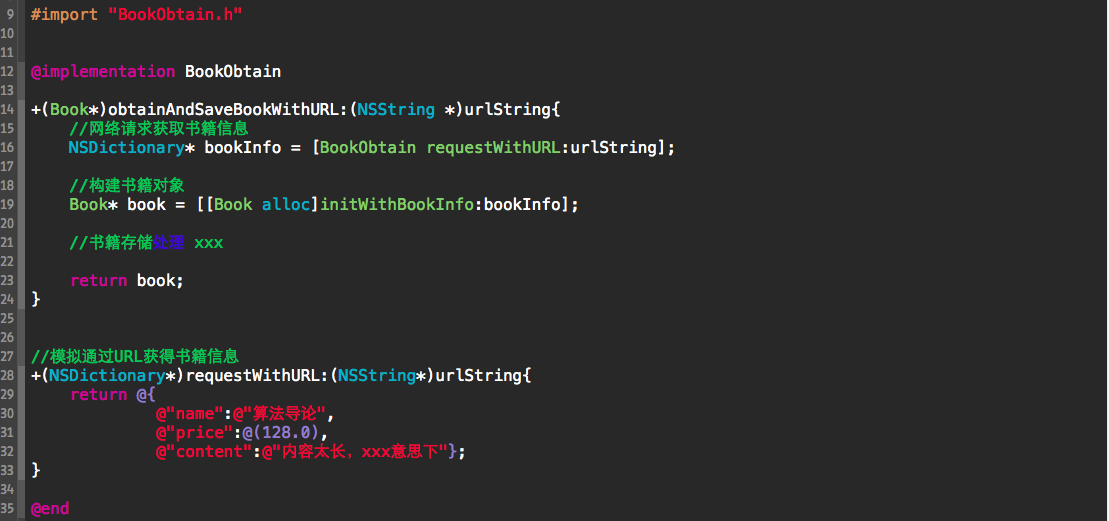 9 #import "BookObtain.h"
10
11
12 @implementation BookObtain
13
14 +(Book*)obtainAndSaveBookWithURL:(NSString *)urlString{
15     //网络请求获取书籍信息
16     NSDictionary* bookInfo = [BookObtain requestWithURL:urlString];
17
18     //构建书籍对象
19     Book* book = [[Book alloc]initWithBookInfo:bookInfo];
20
21     //书籍存储处理 xxx
22
23     return book;
24 }
25
26
27 //模拟通过URL获得书籍信息
28 +(NSDictionary*)requestWithURL:(NSString*)urlString{
29     return @{
30              @"name":@"算法导论",
31              @"price":@(128.0),
32              @"content":@"内容太长，xxx意思下"};
33 }
34
35 @end